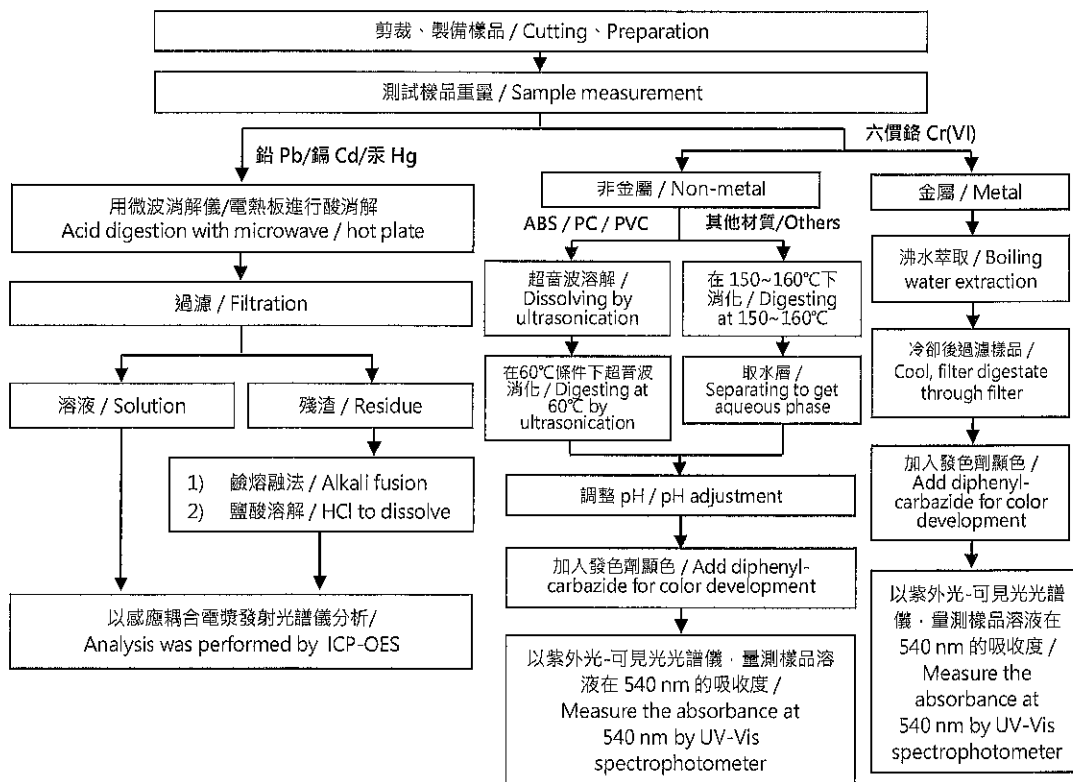 剪裁、製備樣品 / Cutting、Preparation
測試樣品重量 / Sample measurement
鉛 Pb/鎘 Cd/汞 Hg
六價鉻 Cr(VI)
用微波消解儀/電熱板進行酸消解
Acid digestion with microwave / hot plate
過濾 / Filtration
溶液 / Solution
殘渣 / Residue
1) 鹼熔融法 / Alkali fusion
2) 鹽酸溶解 / HCl to dissolve
以感應耦合電漿發射光譜儀分析/
Analysis was performed by ICP-OES
非金屬 / Non-metal
ABS / PC / PVC
其他材質/Others
超音波溶解 /
Dissolving by
ultrasonication
在60℃條件下超音波
消化 / Digesting at
60℃ by
ultrasonication
在 150~160℃下
消化 / Digesting
at 150~160℃
取水層 /
Separating to get
aqueous phase
調整 pH / pH adjustment
加入發色劑顯色 / Add diphenyl-
carbazide for color development
以紫外光-可見光光譜儀，量測樣品溶
液在 540 nm 的吸收度 /
Measure the absorbance at
540 nm by UV-Vis
spectrophotometer
金屬 / Metal
沸水萃取 / Boiling
water extraction
冷卻後過濾樣品 /
Cool, filter digestate
through filter
加入發色劑顯色 /
Add diphenyl-
carbazide for color
development
以紫外光-可見光光譜
儀，量測樣品溶液在
540 nm 的吸收度 /
Measure the
absorbance at
540 nm by UV-Vis
spectrophotometer